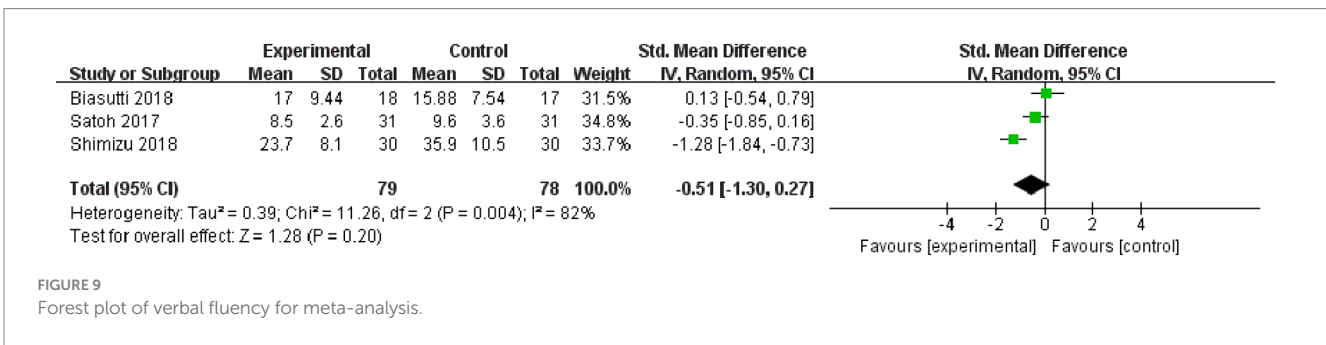 Experimental Control Std. Mean Difference Std. Mean Difference
Study or Subgroup Mean SD Total Mean SD Total Weight IV, Random, 95% CI IV, Random, 95% CI
Biasutti 2018 17 9.44 18 15.88 7.54 17 31.5% 0.13 [-0.54, 0.79]
Satoh 2017 8.5 2.6 31 9.6 3.6 31 34.8% -0.35 [-0.85, 0.16]
Shimizu 2018 23.7 8.1 30 35.9 10.5 30 33.7% -1.28 [-1.84, -0.73]
Total (95% CI) 79 78 100.0% -0.51 [-1.30, 0.27]
Heterogeneity: Tau² = 0.39; Chi² = 11.26, df = 2 (P = 0.004); I² = 82%
Test for overall effect: Z = 1.28 (P = 0.20)
-4 -2 0 2 4
Favours [experimental] Favours [control]
FIGURE 9
Forest plot of verbal fluency for meta-analysis.